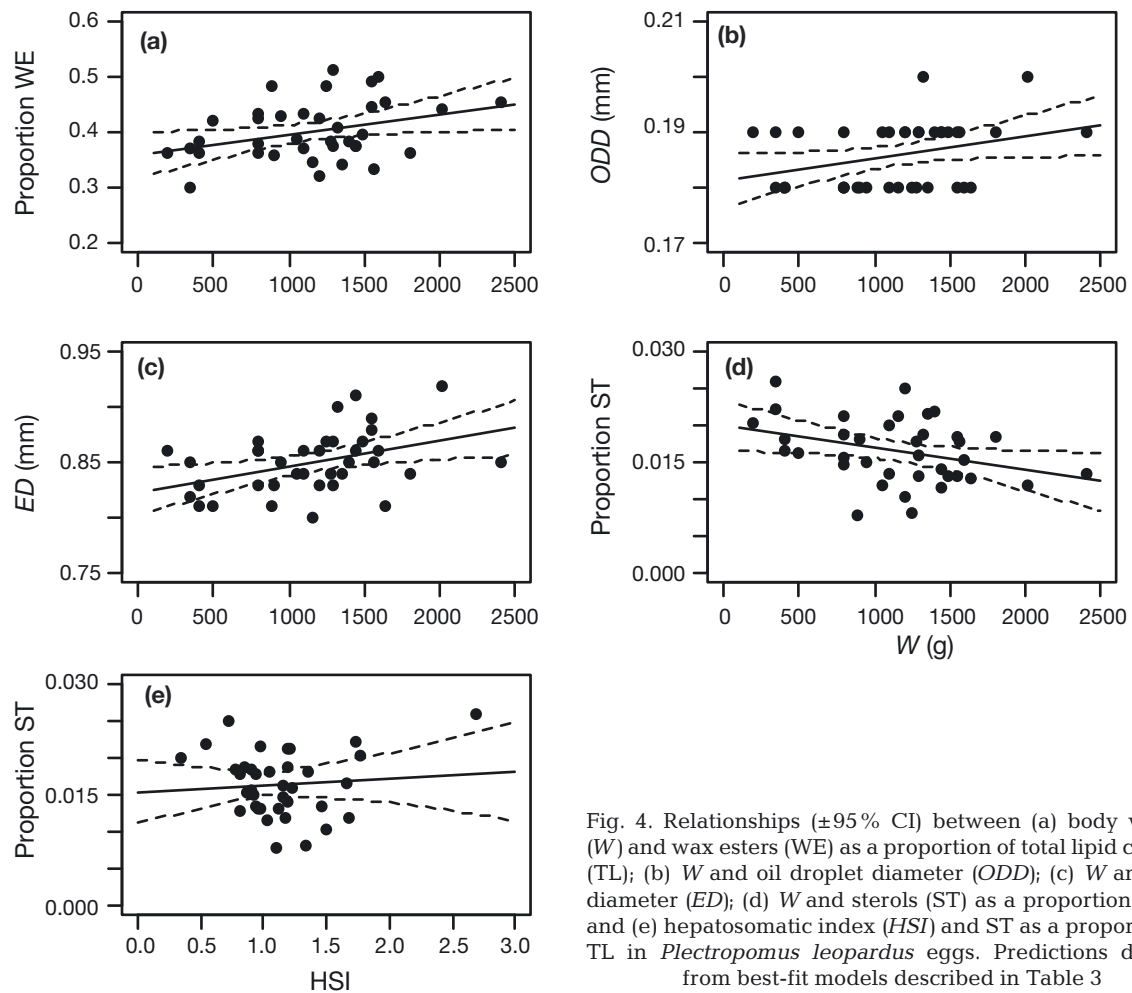 (a)
Proportion WE
0.6
0.5
0.4
0.3
0.2
0 500 1000 1500 2000 2500
(b)
ODD (mm)
0.21
0.19
0.17
0 500 1000 1500 2000 2500
(c)
ED (mm)
0.95
0.85
0.75
0 500 1000 1500 2000 2500
(d)
Proportion ST
0.030
0.015
0.000
0 500 1000 1500 2000 2500
W (g)
(e)
Proportion ST
0.030
0.015
0.000
0.0 0.5 1.0 1.5 2.0 2.5 3.0
HSI
Fig. 4. Relationships (±95% CI) between (a) body
(W) and wax esters (WE) as a proportion of total lipid
(TL); (b) W and oil droplet diameter (ODD); (c) W
diameter (ED); (d) W and sterols (ST) as a proportion
and (e) hepatosomatic index (HSI) and ST as a
TL in Plectropomus leopardus eggs. Predictions
from best-fit models described in Table 3